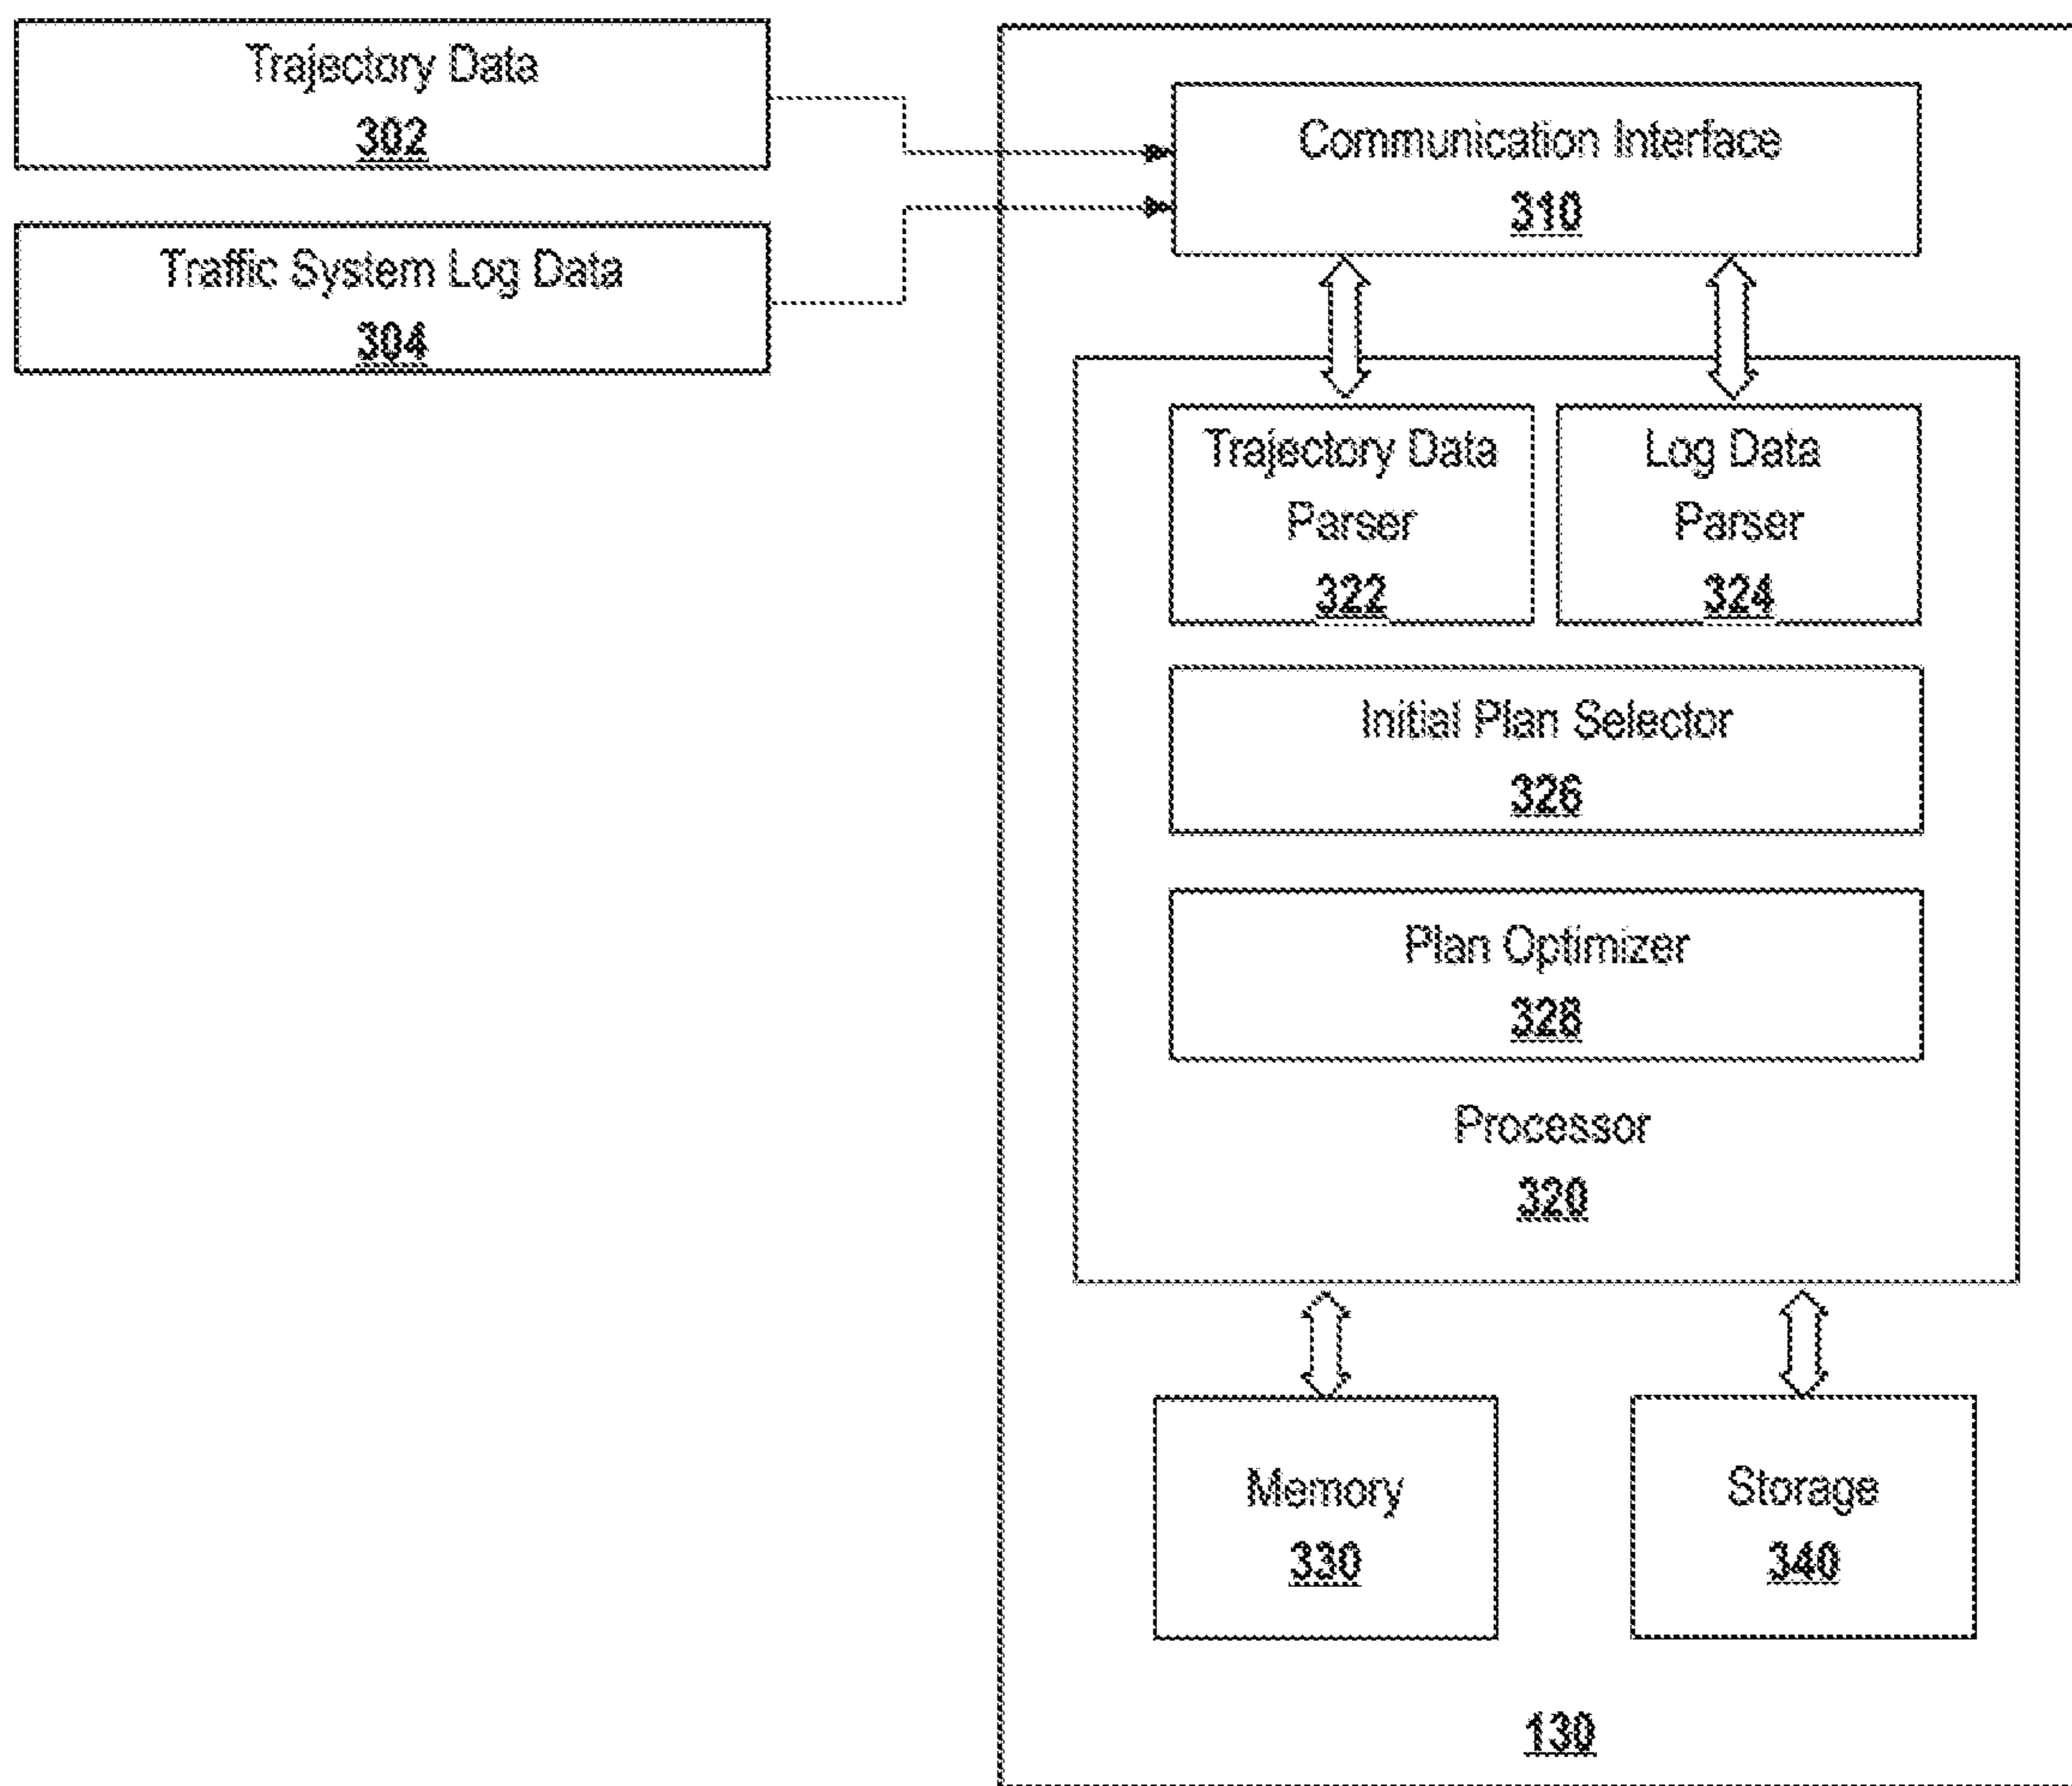 Trajectory Data
302
Traffic System Log Data
304
Communication Interface
310
Trajectory Data
Parser
322
Log Data
Parser
324
Initial Plan Selector
326
Plan Optimizer
328
Processor
320
Memory
330
Storage
340
130